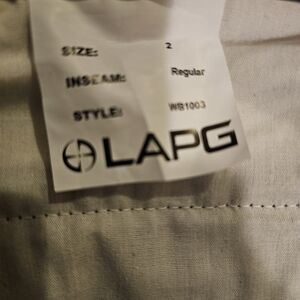 SIZE: 2
INSEAM: Regular
STYLE: WB1003
LAPG